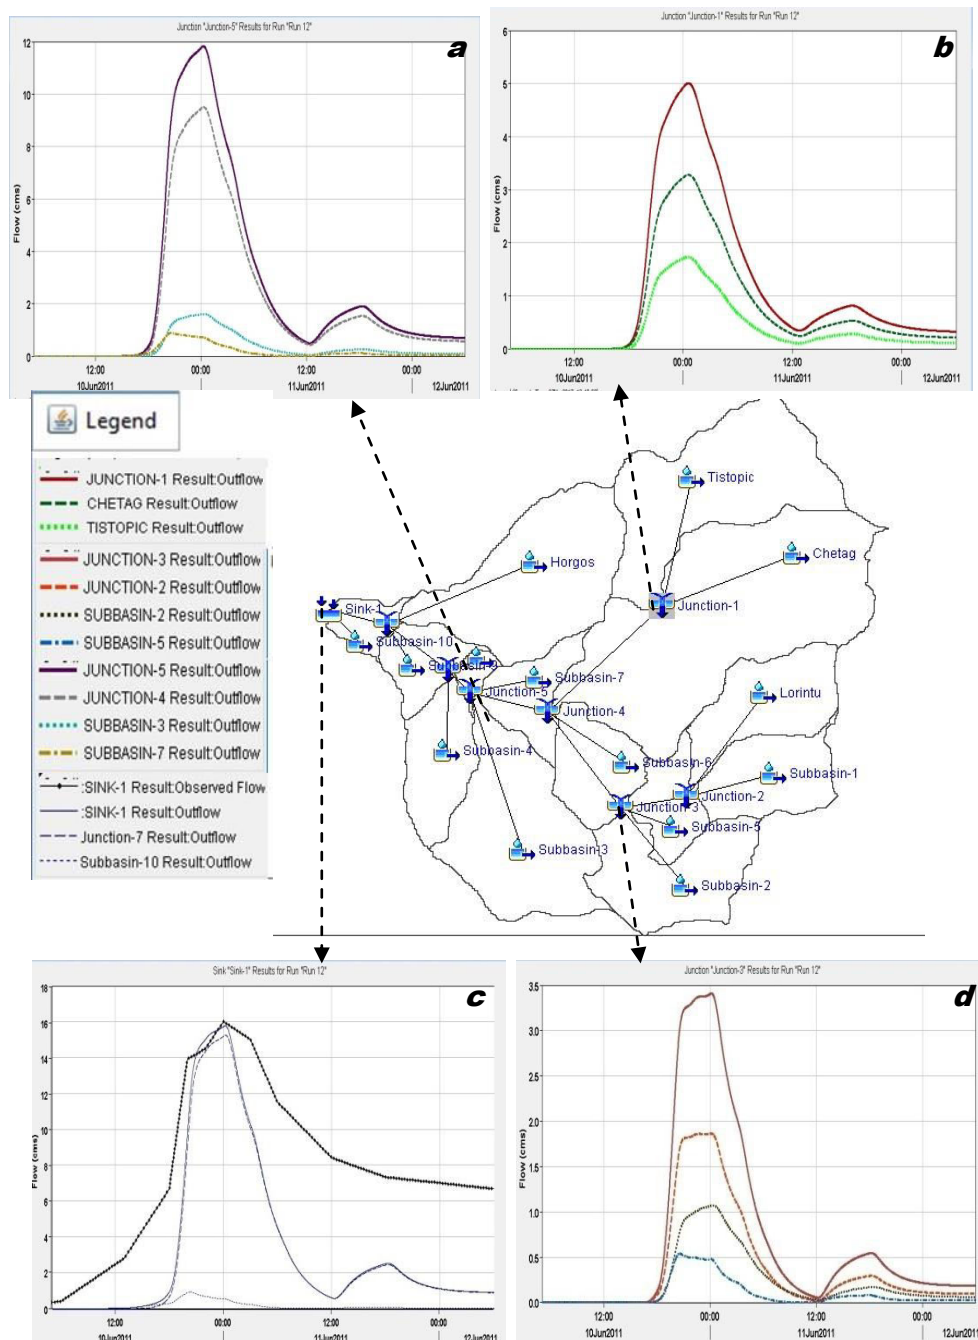 Junction "Junction-5" Results for Run "Run 12"
a
12
10
8
6
4
2
0
Flow (cms)
12:00
00:00
12:00
00:00
10Jun2011
11Jun2011
12Jun2011
Junction "Junction-1" Results for Run "Run 12"
b
6
5
4
3
2
1
0
Flow (cms)
12:00
00:00
12:00
00:00
10Jun2011
11Jun2011
12Jun2011
Legend
JUNCTION-1 Result:Outflow
CHETAG Result:Outflow
TISTOPIC Result:Outflow
JUNCTION-3 Result:Outflow
JUNCTION-2 Result:Outflow
SUBBASIN-2 Result:Outflow
SUBBASIN-5 Result:Outflow
JUNCTION-5 Result:Outflow
JUNCTION-4 Result:Outflow
SUBBASIN-3 Result:Outflow
SUBBASIN-7 Result:Outflow
:SINK-1 Result:Observed Flow
:SINK-1 Result:Outflow
Junction-7 Result:Outflow
Subbasin-10 Result:Outflow
Tistopic
Chetag
Horgos
Sink-1
Junction-1
Subbasin-10
Subbasin-7
Junction-5
Lorintu
Junction-4
Subbasin-4
Subbasin-6
Subbasin-1
Junction-2
Junction-3
Subbasin-5
Subbasin-3
Subbasin-2
Sink "Sink-1" Results for Run "Run 12"
c
18
16
14
12
10
8
6
4
2
0
Flow (cms)
12:00
00:00
12:00
00:00
10Jun2011
11Jun2011
12Jun2011
Junction "Junction-3" Results for Run "Run 12"
d
3.5
3.0
2.5
2.0
1.5
1.0
0.5
0.0
Flow (cms)
12:00
00:00
12:00
00:00
10Jun2011
11Jun2011
12Jun2011